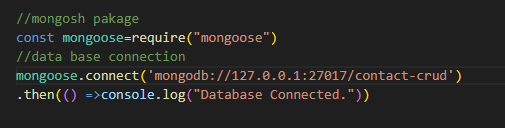 //mongosh pakage
const mongoose=require("mongoose")
//data base connection
mongoose.connect('mongodb://127.0.0.1:27017/contact-crud')
.then(() =>console.log("Database Connected."))